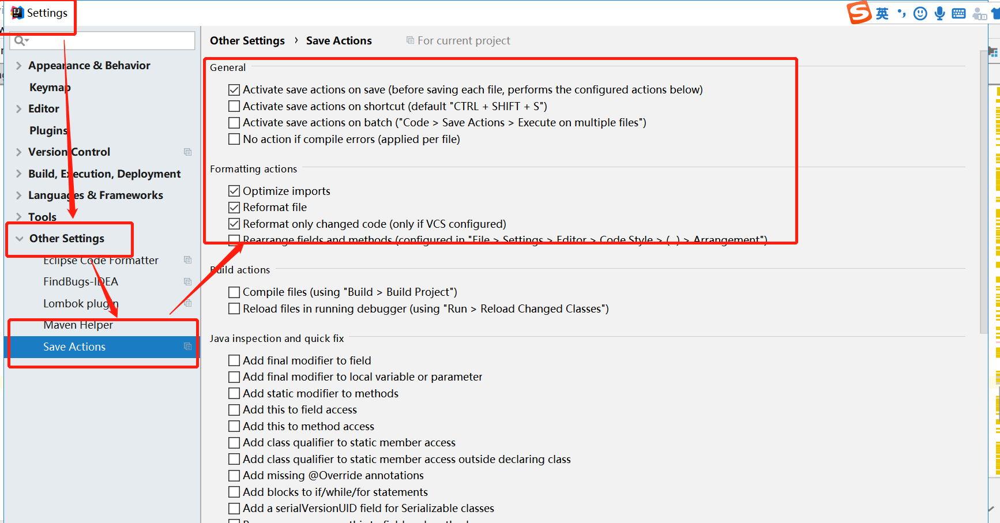 Settings
英
Appearance & Behavior
Keymap
Editor
Plugins
Version Control
Build, Execution, Deployment
Languages & Frameworks
Tools
Other Settings
Eclipse Code Formatter
FindBugs-IDEA
Lombok plugin
Maven Helper
Save Actions
Other Settings › Save Actions
For current project
General
Activate save actions on save (before saving each file, performs the configured actions below)
Activate save actions on shortcut (default "CTRL + SHIFT + S")
Activate save actions on batch ("Code > Save Actions > Execute on multiple files")
No action if compile errors (applied per file)
Formatting actions
Optimize imports
Reformat file
Reformat only changed code (only if VCS configured)
Rearrange fields and methods (configured in "File > Settings > Editor > Code Style > (..) > Arrangement")
Build actions
Compile files (using "Build > Build Project")
Reload files in running debugger (using "Run > Reload Changed Classes")
Java inspection and quick fix
Add final modifier to field
Add final modifier to local variable or parameter
Add static modifier to methods
Add this to field access
Add this to method access
Add class qualifier to static member access
Add class qualifier to static member access outside declaring class
Add missing @Override annotations
Add blocks to if/while/for statements
Add a serialVersionUID field for Serializable classes